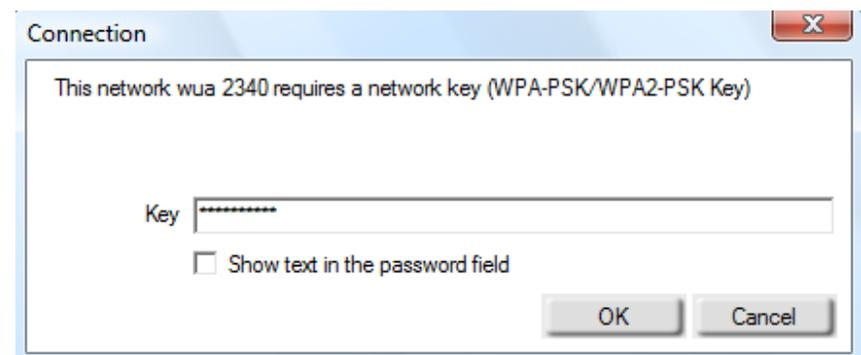 Connection
This network wua 2340 requires a network key (WPA-PSK/WPA2-PSK Key)
Key **********
Show text in the password field
OK Cancel